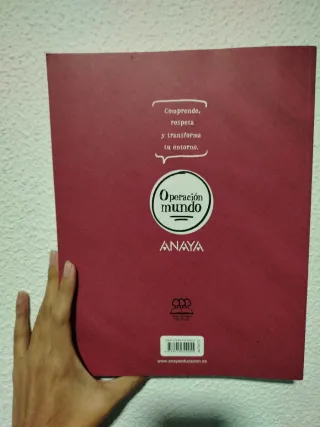 Comprende,
respeta
y transforma
tu entorno.
Operación
mundo
ANAYA
www.anayaeducacion.es